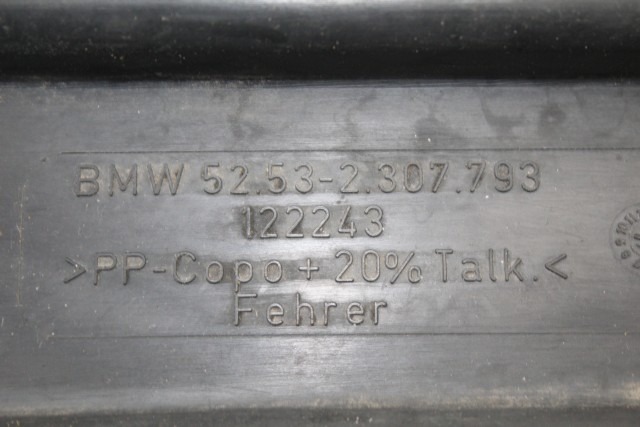 BMW 52.53-2.307.793
122243
>PP-Copo + 20% Talk.<
Fehrer